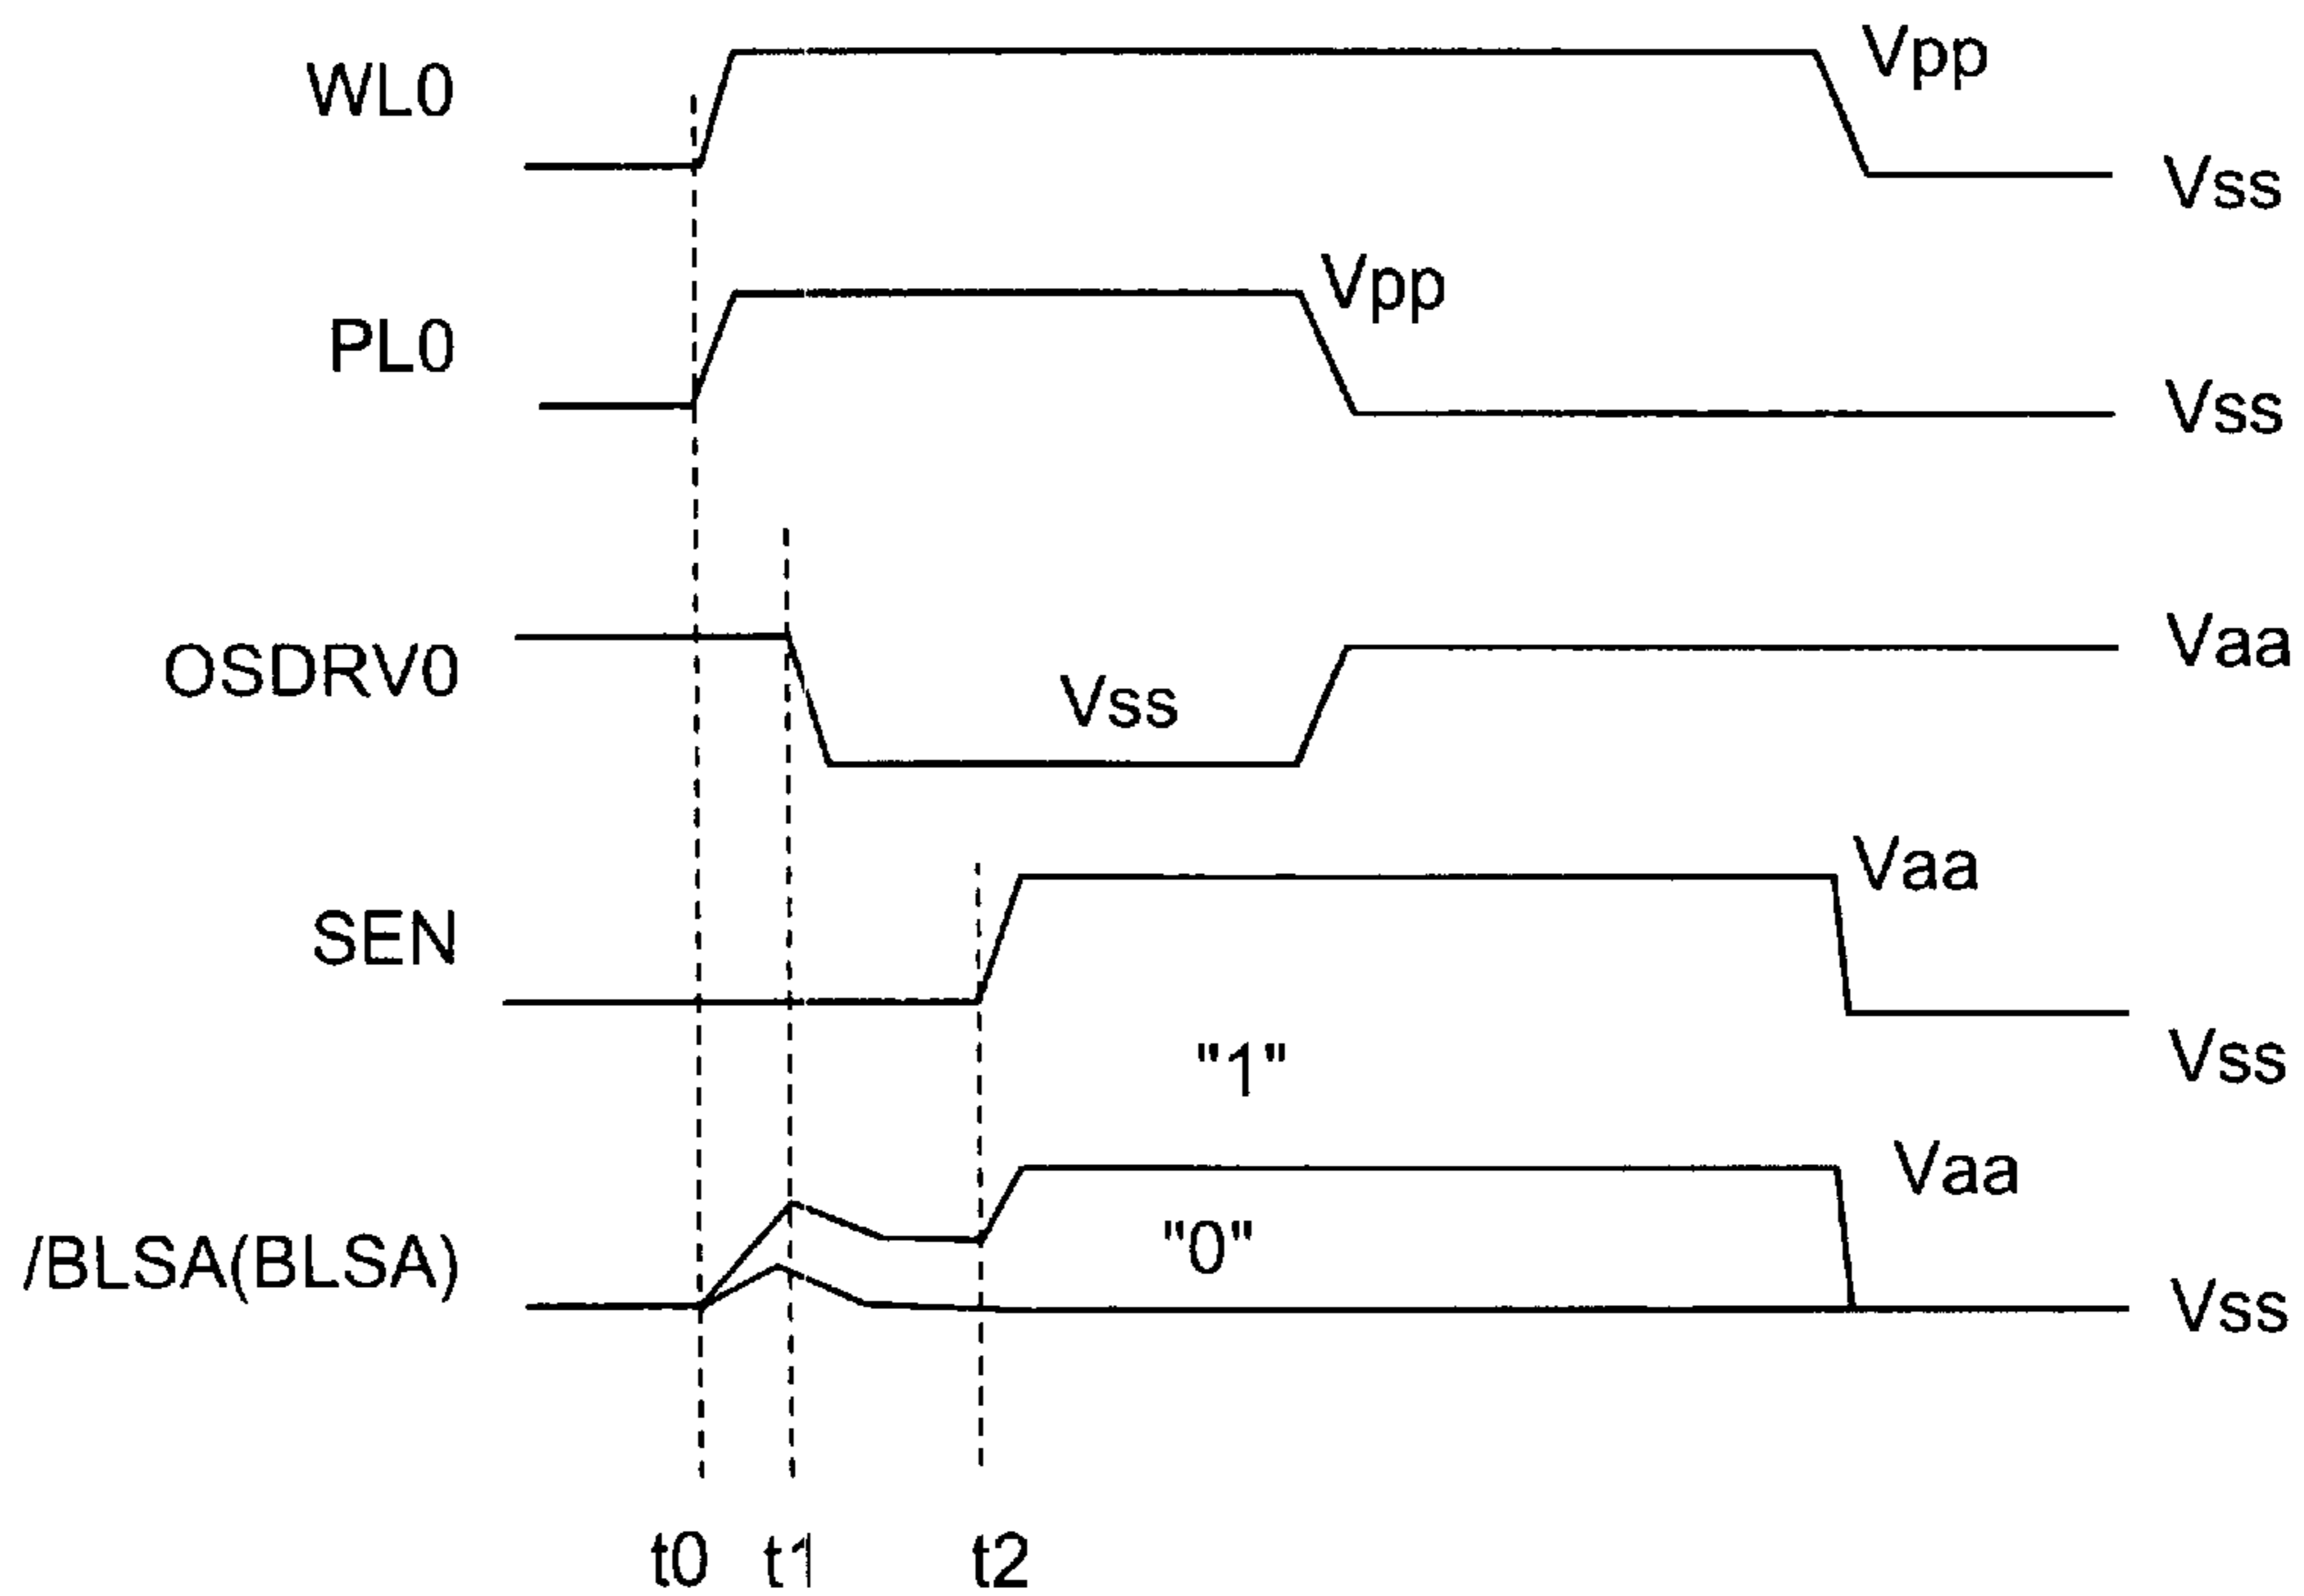 Vpp
WL0
Vss
Vpp
PL0
Vss
Vaa
OSDRV0
Vss
Vaa
SEN
Vss
"1"
Vaa
/BLSA(BLSA)
"0"
Vss
t0 t1 t2